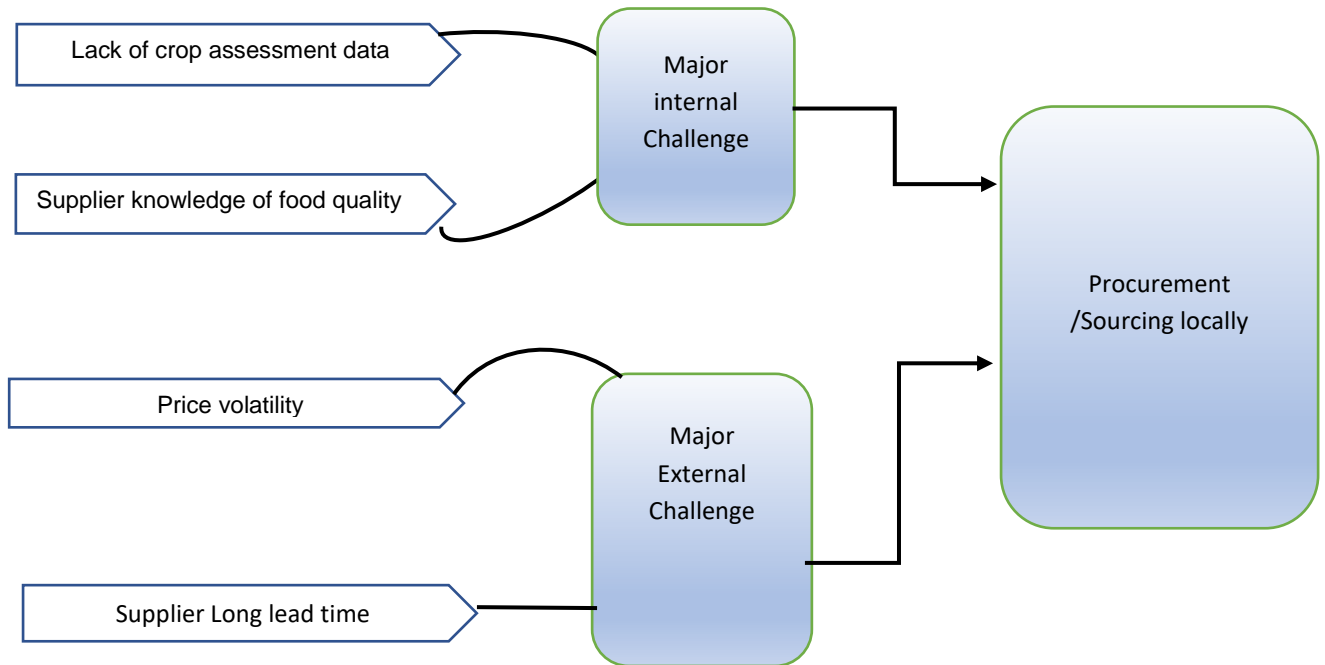 Lack of crop assessment data
Major
internal
Challenge
Supplier knowledge of food quality
Procurement
/Sourcing locally
Price volatility
Major
External
Challenge
Supplier Long lead time